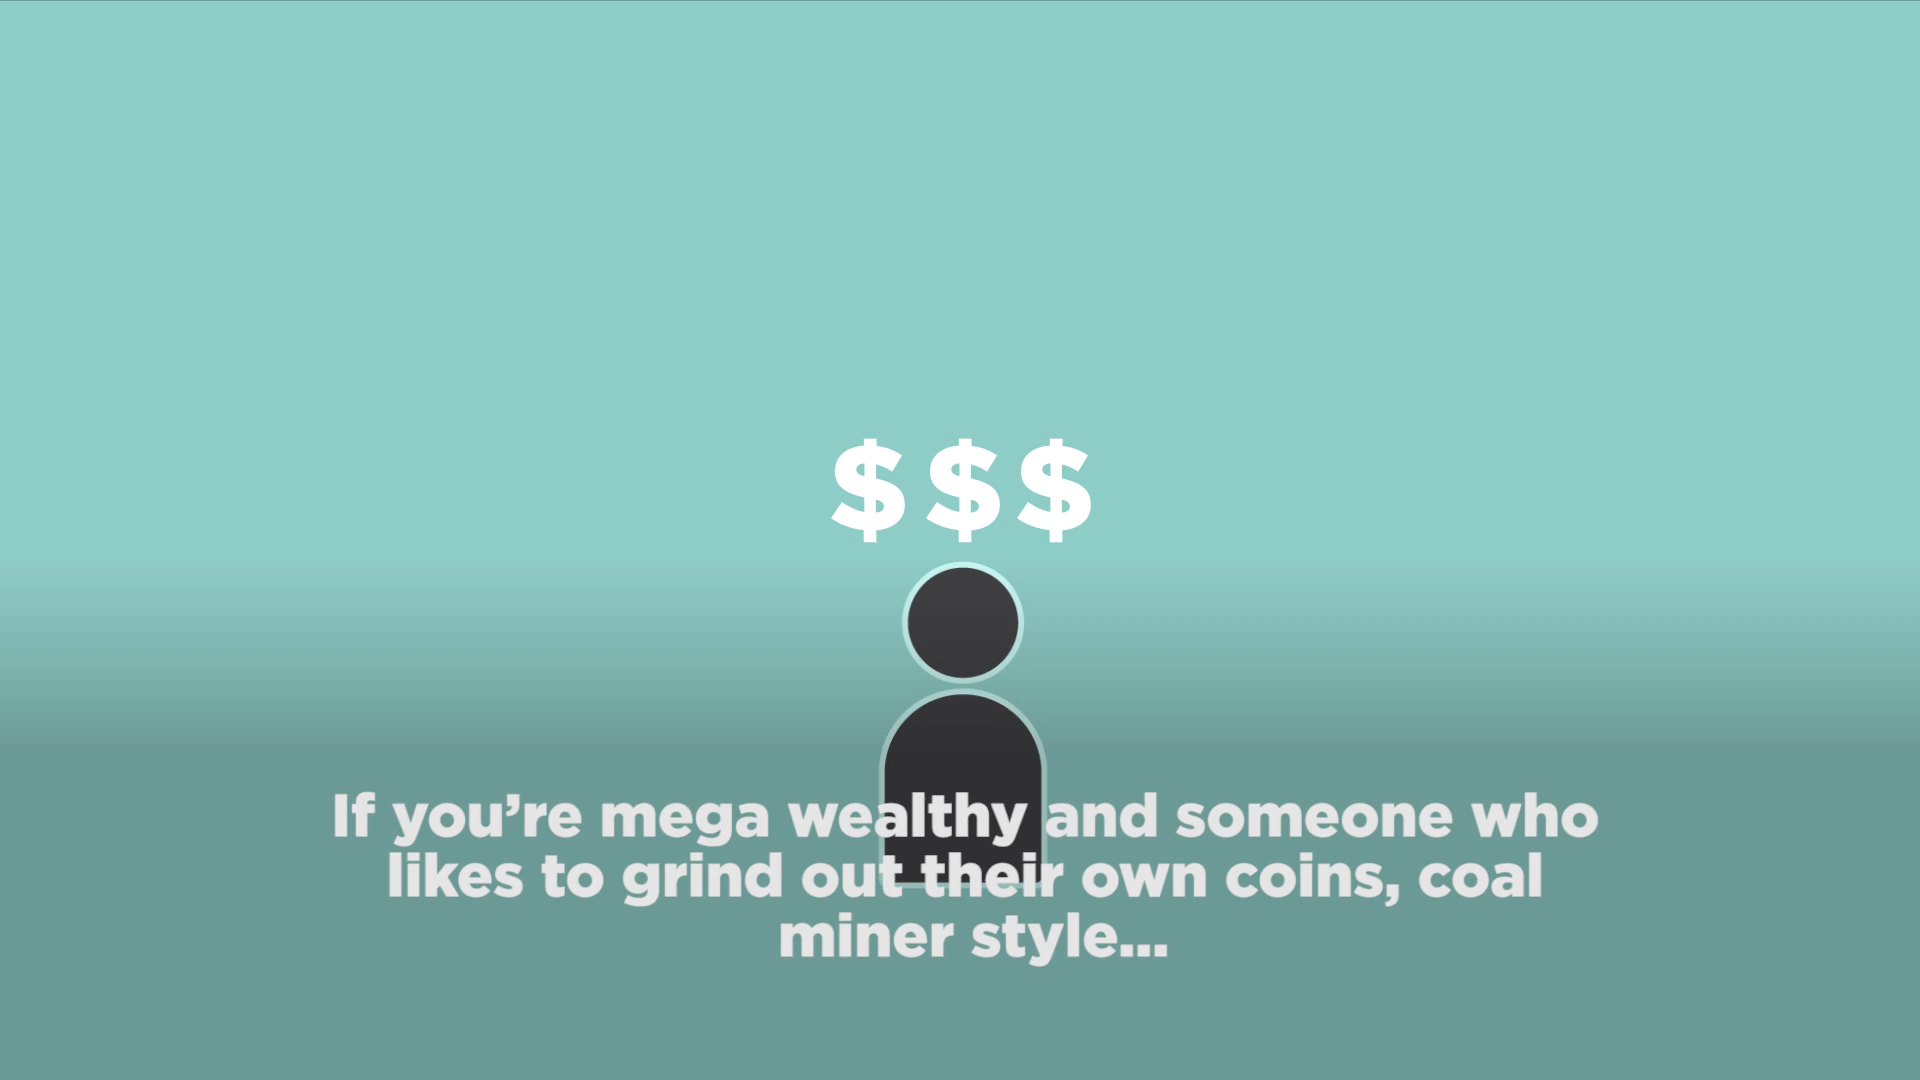 $$$
If you’re mega wealthy and someone who
likes to grind out their own coins, coal
miner style...